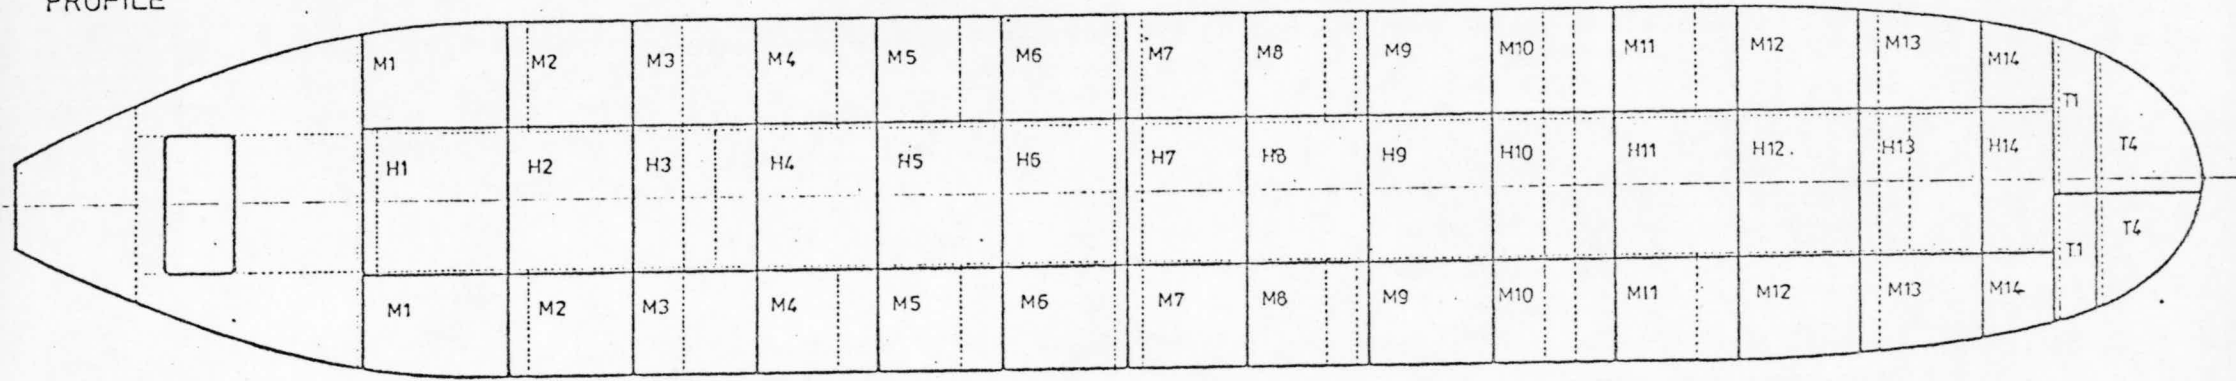 PROFILE
M1 M2 M3 M4 M5 M6 M7 M8 M9 M10 M11 M12 M13 M14
T1
H1 H2 H3 H4 H5 H6 H7 H8 H9 H10 H11 H12 H13 H14
T4
M1 M2 M3 M4 M5 M6 M7 M8 M9 M10 M11 M12 M13 M14
T1
T4